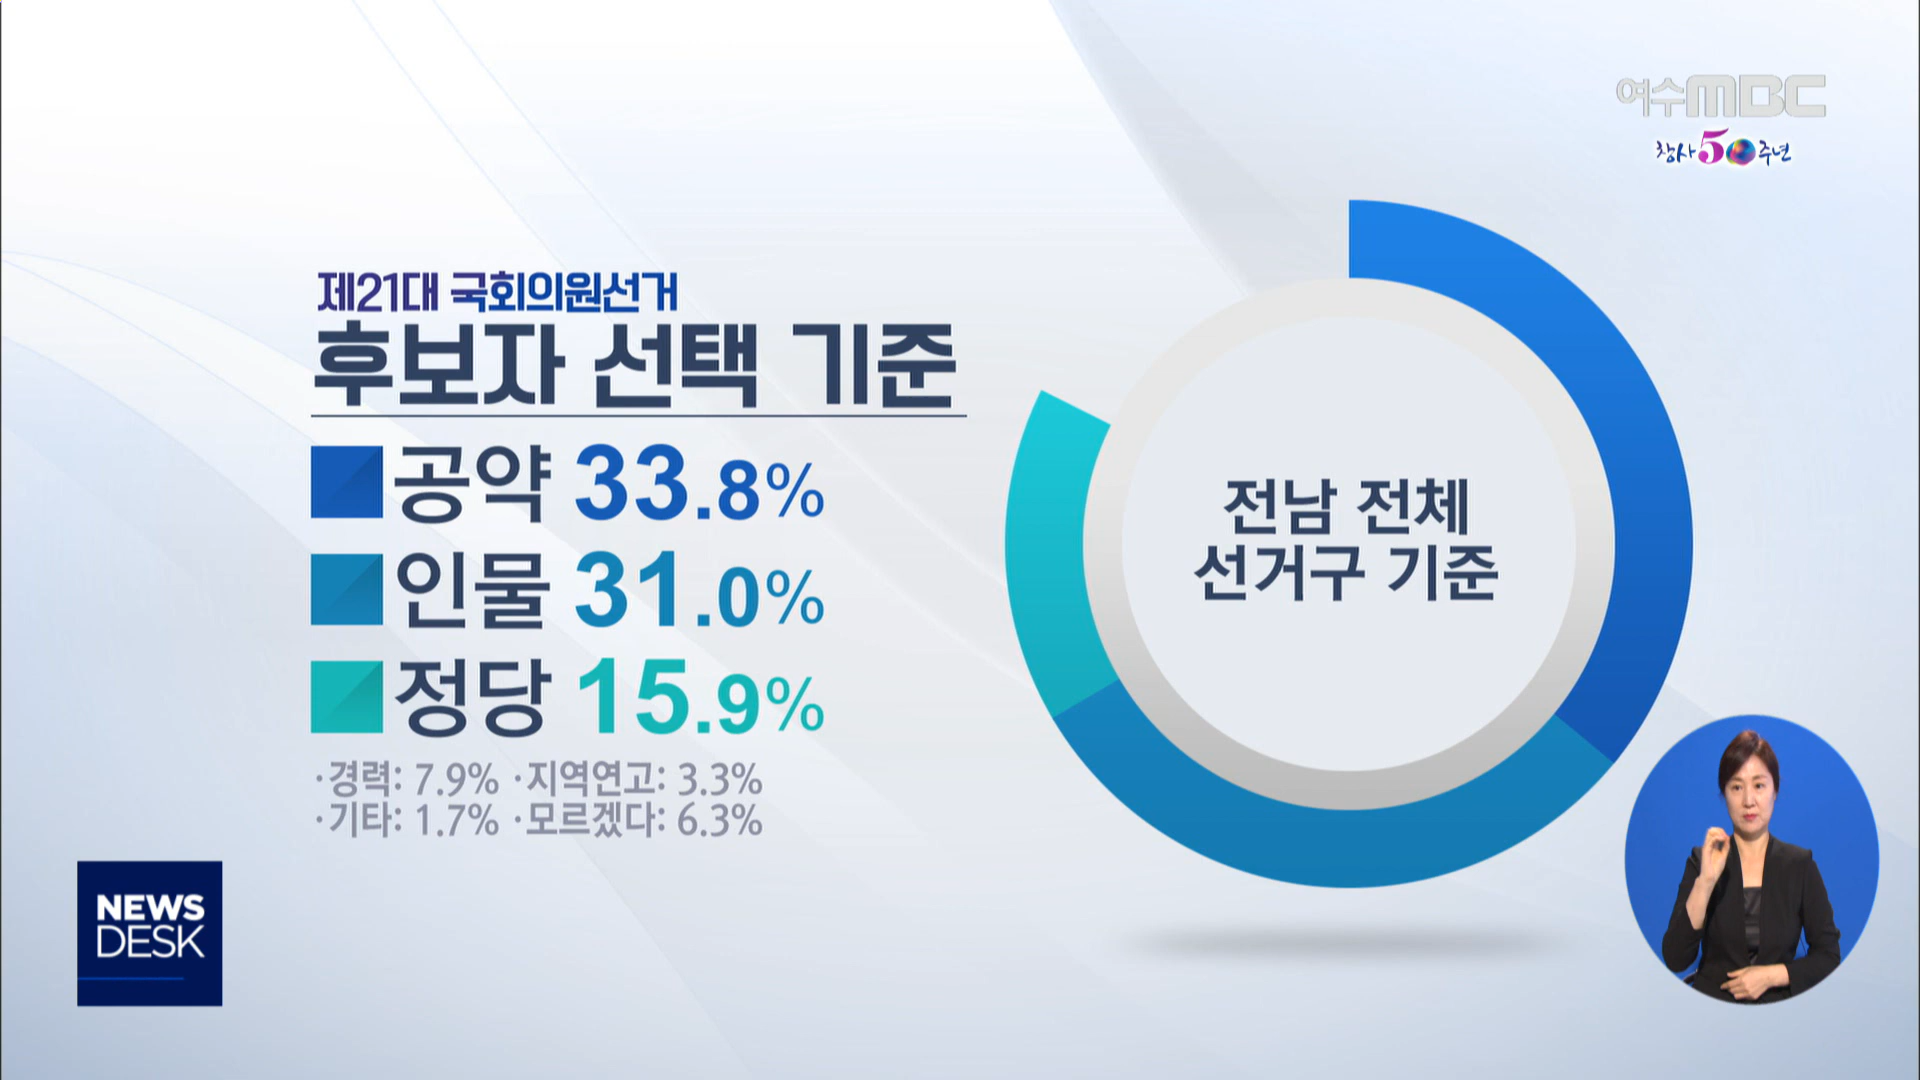 여수MBC
창사50주년
제21대 국회의원선거
후보자 선택 기준
공약 33.8%
인물 31.0%
정당 15.9%
·경력: 7.9% ·지역연고: 3.3%
·기타: 1.7% ·모르겠다: 6.3%
전남 전체
선거구 기준
NEWS
DESK